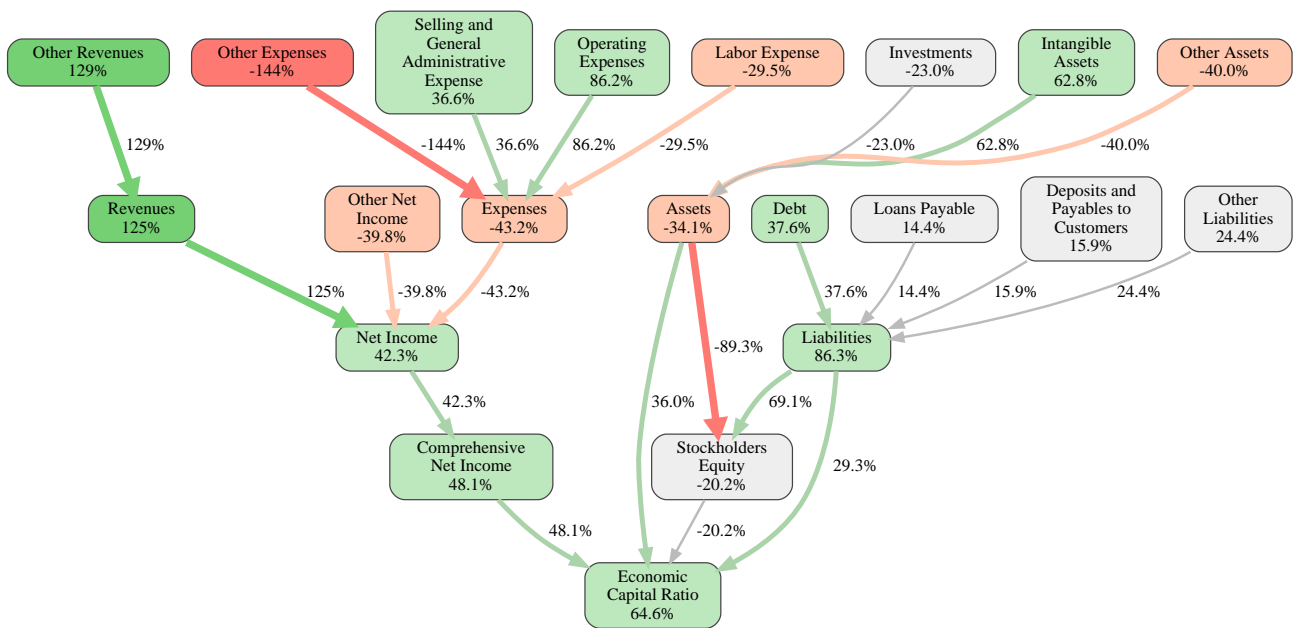 Other Revenues
129%
Other Expenses
-144%
Selling and
General
Administrative
Expense
36.6%
Operating
Expenses
86.2%
Labor Expense
-29.5%
Investments
-23.0%
Intangible
Assets
62.8%
Other Assets
-40.0%
129%
-144%
36.6%
86.2%
-29.5%
-23.0%
62.8%
-40.0%
Revenues
125%
Other Net
Income
-39.8%
Expenses
-43.2%
Assets
-34.1%
Debt
37.6%
Loans Payable
14.4%
Deposits and
Payables to
Customers
15.9%
Other
Liabilities
24.4%
125%
-39.8%
-43.2%
37.6%
14.4%
15.9%
24.4%
Net Income
42.3%
-89.3%
Liabilities
86.3%
42.3%
36.0%
69.1%
Comprehensive
Net Income
48.1%
Stockholders
Equity
-20.2%
29.3%
48.1%
-20.2%
Economic
Capital Ratio
64.6%